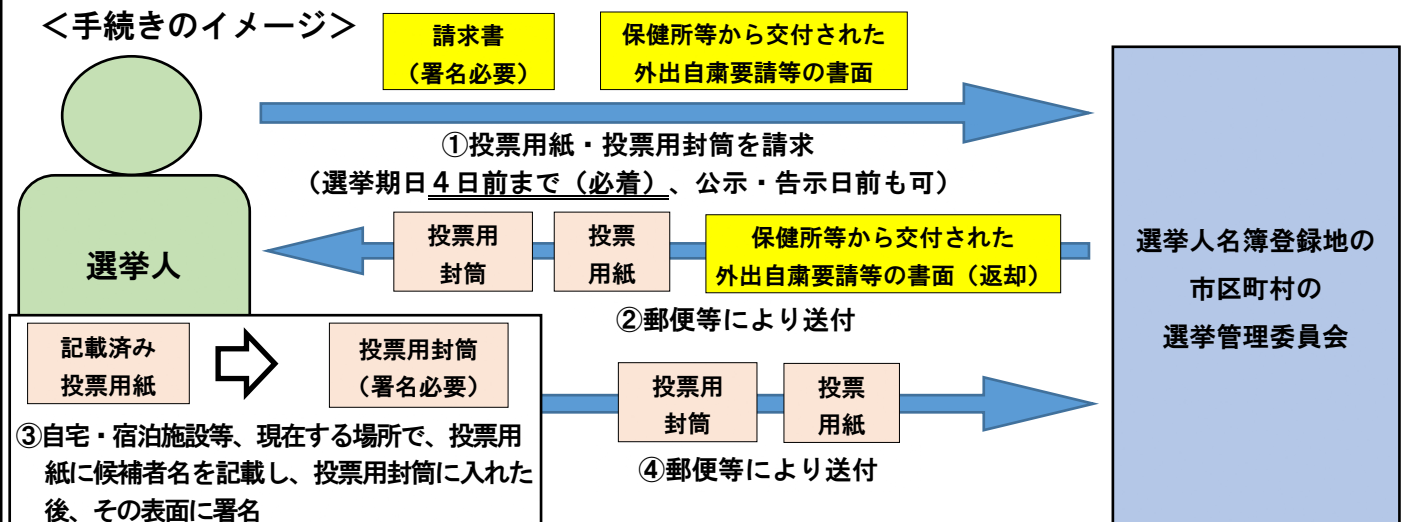 ＜手続きのイメージ＞
請求書
（署名必要）
保健所等から交付された
外出自粛要請等の書面
①投票用紙・投票用封筒を請求
（選挙期日４日前まで（必着）、公示・告示日前も可）
選挙人
投票用
封筒
投票
用紙
保健所等から交付された
外出自粛要請等の書面（返却）
②郵便等により送付
選挙人名簿登録地の
市区町村の
選挙管理委員会
記載済み
投票用紙
投票用封筒
（署名必要）
③自宅・宿泊施設等、現在する場所で、投票用
紙に候補者名を記載し、投票用封筒に入れた
後、その表面に署名
投票用
封筒
投票
用紙
④郵便等により送付